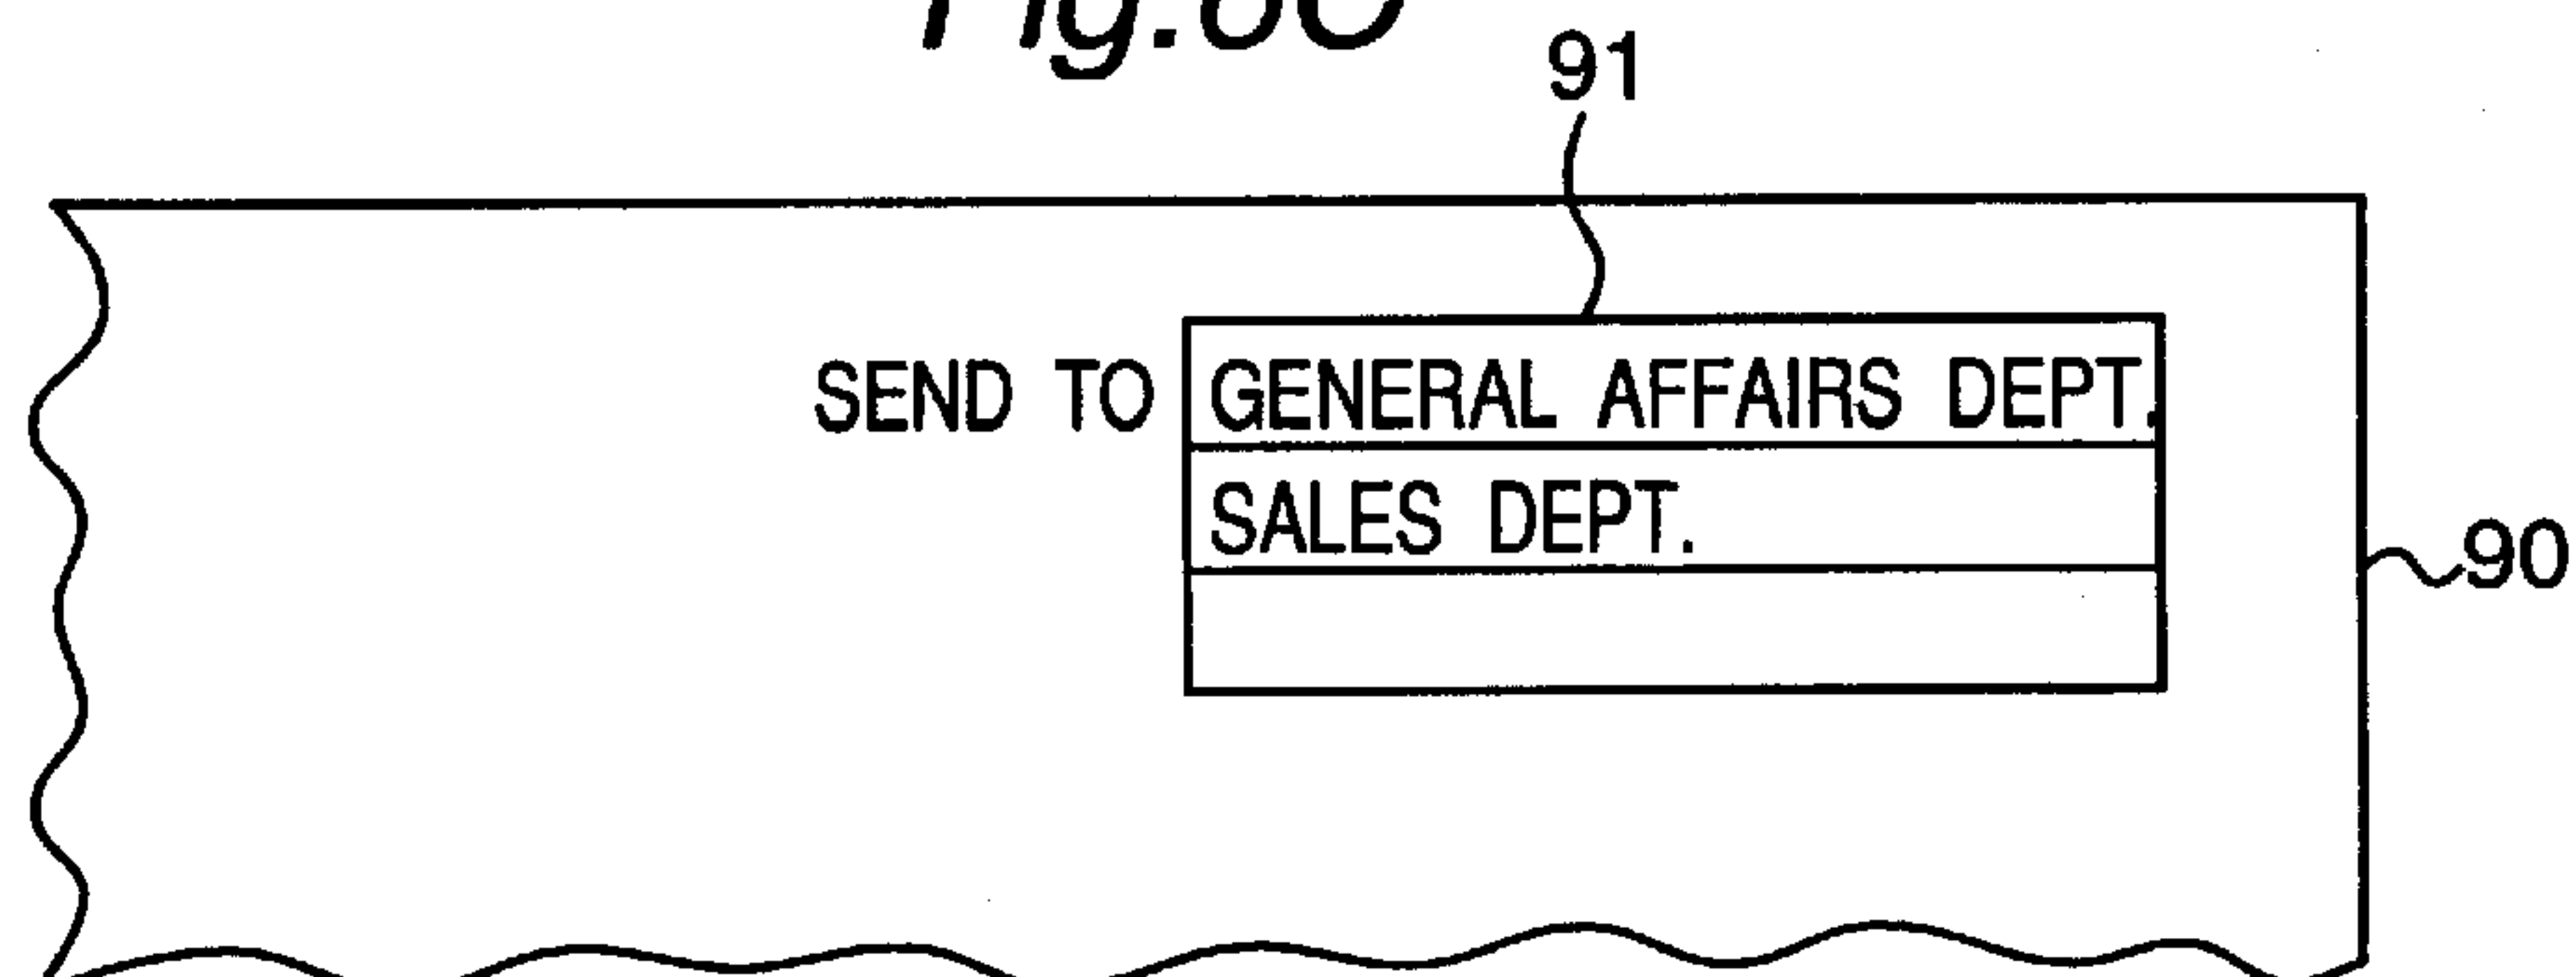 91
SEND TO GENERAL AFFAIRS DEPT.
SALES DEPT.
90